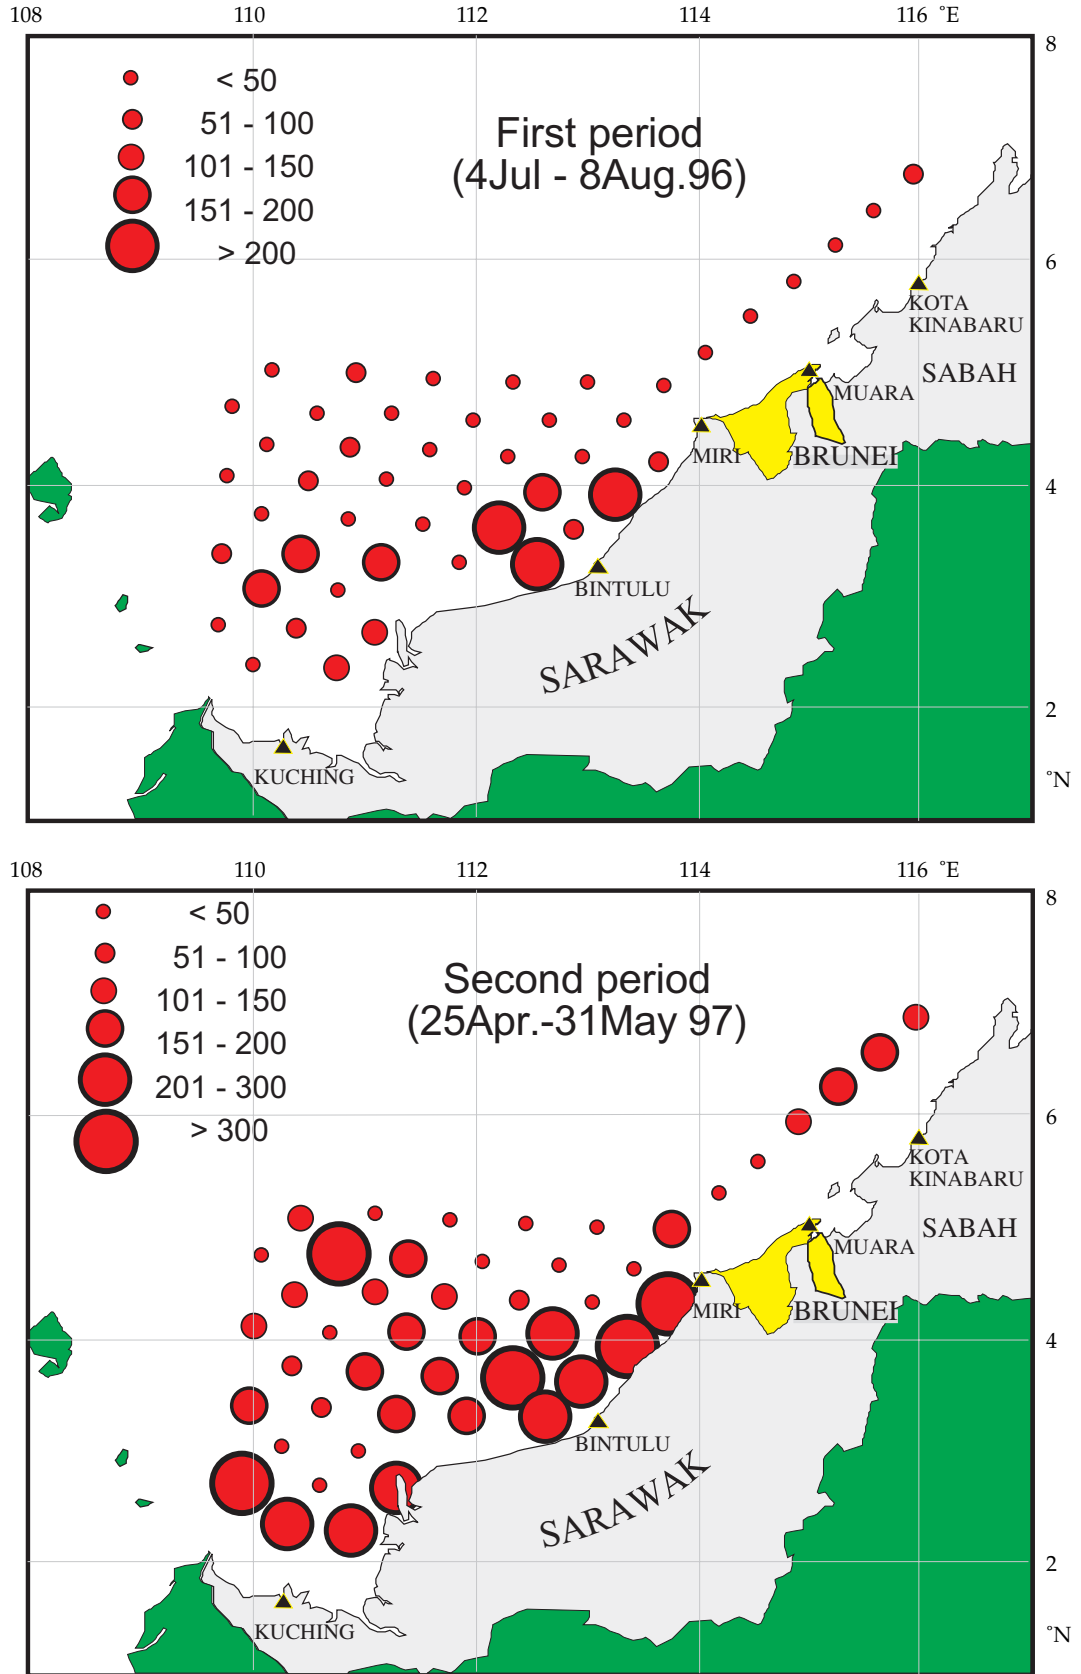 108 110 112 114 116 °E
8
< 50
51 - 100
101 - 150
151 - 200
> 200
First period
(4Jul - 8Aug.96)
6
KOTA
KINABARU
SABAH
MUARA
MIRI
BRUNEI
4
BINTULU
SARAWAK
2
KUCHING
°N
108 110 112 114 116 °E
8
< 50
51 - 100
101 - 150
151 - 200
201 - 300
> 300
Second period
(25Apr.-31May 97)
6
KOTA
KINABARU
SABAH
MUARA
MIRI
BRUNEI
4
BINTULU
SARAWAK
2
KUCHING
°N